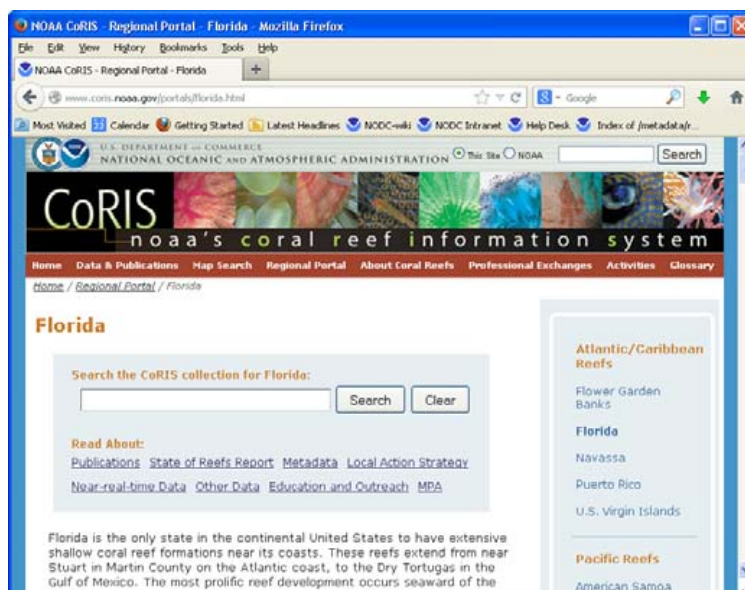 NOAA CoRIS - Regional Portal - Florida - Mozilla Firefox
File Edit View History Bookmarks Tools Help
NOAA CoRIS - Regional Portal - Florida
www.coris.noaa.gov/portals/florida.html
Google
Most Visited Calendar Getting Started Latest Headlines NODC-wiki NODC Intranet Help Desk Index of /metadata/r...
U.S. DEPARTMENT of COMMERCE
NATIONAL OCEANIC AND ATMOSPHERIC ADMINISTRATION This Site NOAA Search
CoRIS
noaa's coral reef information system
Home Data & Publications Map Search Regional Portal About Coral Reefs Professional Exchanges Activities Glossary
Home / Regional Portal / Florida
Florida
Search the CoRIS collection for Florida:
Search Clear
Read About:
Publications State of Reefs Report Metadata Local Action Strategy
Near-real-time Data Other Data Education and Outreach MPA
Florida is the only state in the continental United States to have extensive
shallow coral reef formations near its coasts. These reefs extend from near
Stuart in Martin County on the Atlantic coast, to the Dry Tortugas in the
Gulf of Mexico. The most prolific reef development occurs seaward of the
Atlantic/Caribbean
Reefs
Flower Garden
Banks
Florida
Navassa
Puerto Rico
U.S. Virgin Islands
Pacific Reefs
American Samoa